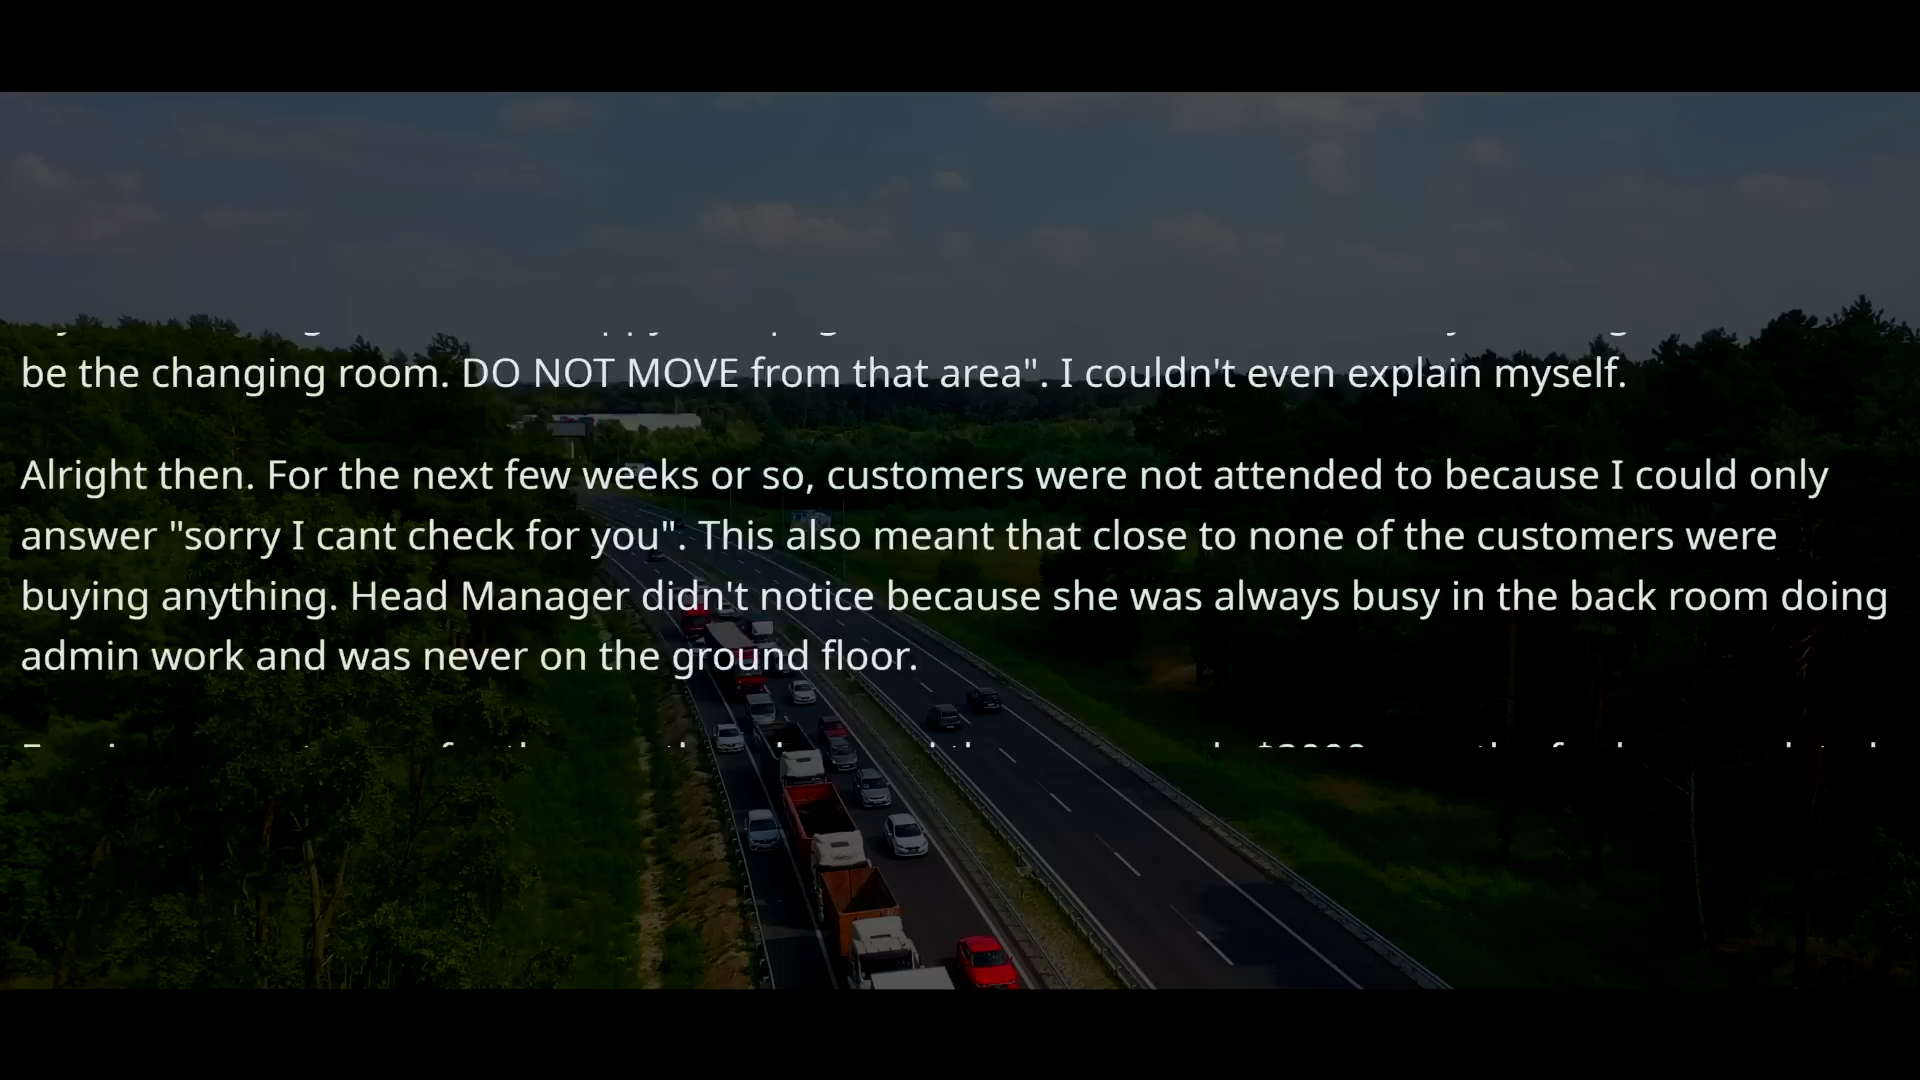 be the changing room. DO NOT MOVE from that area". I couldn't even explain myself.
Alright then. For the next few weeks or so, customers were not attended to because I could only
answer "sorry I cant check for you". This also meant that close to none of the customers were
buying anything. Head Manager didn't notice because she was always busy in the back room doing
admin work and was never on the ground floor.